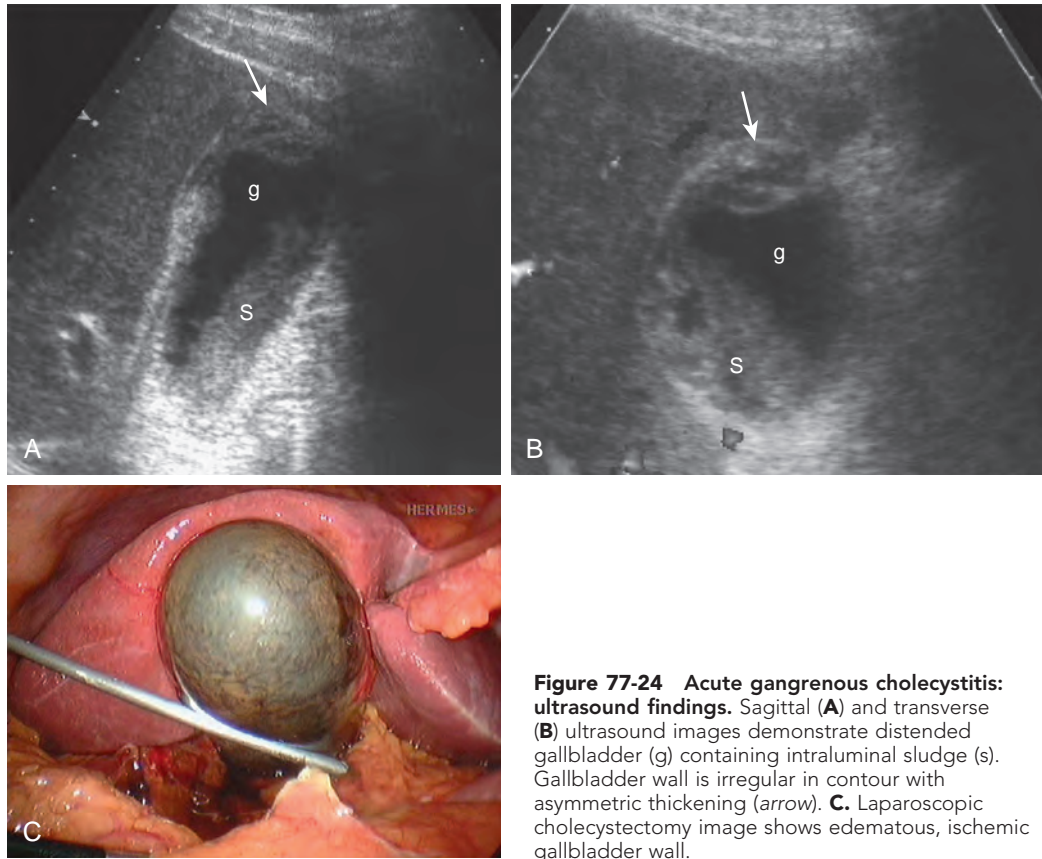 g
S
A
g
S
B
HERMES
C
Figure 77-24 Acute gangrenous cholecystitis:
ultrasound findings. Sagittal (A) and transverse
(B) ultrasound images demonstrate distended
gallbladder (g) containing intraluminal sludge (s).
Gallbladder wall is irregular in contour with
asymmetric thickening (arrow). C. Laparoscopic
cholecystectomy image shows edematous, ischemic
gallbladder wall.